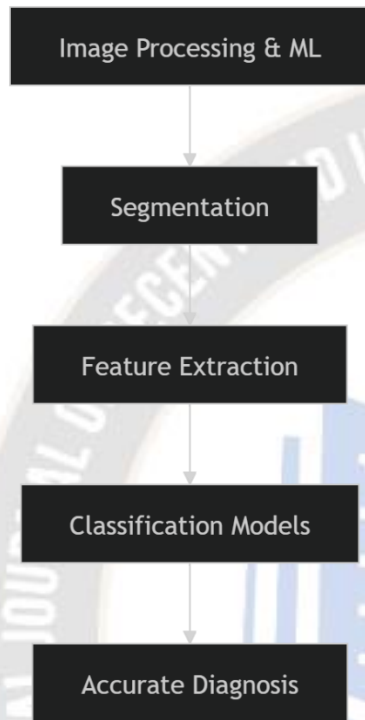 Image Processing & ML
Segmentation
Feature Extraction
Classification Models
Accurate Diagnosis